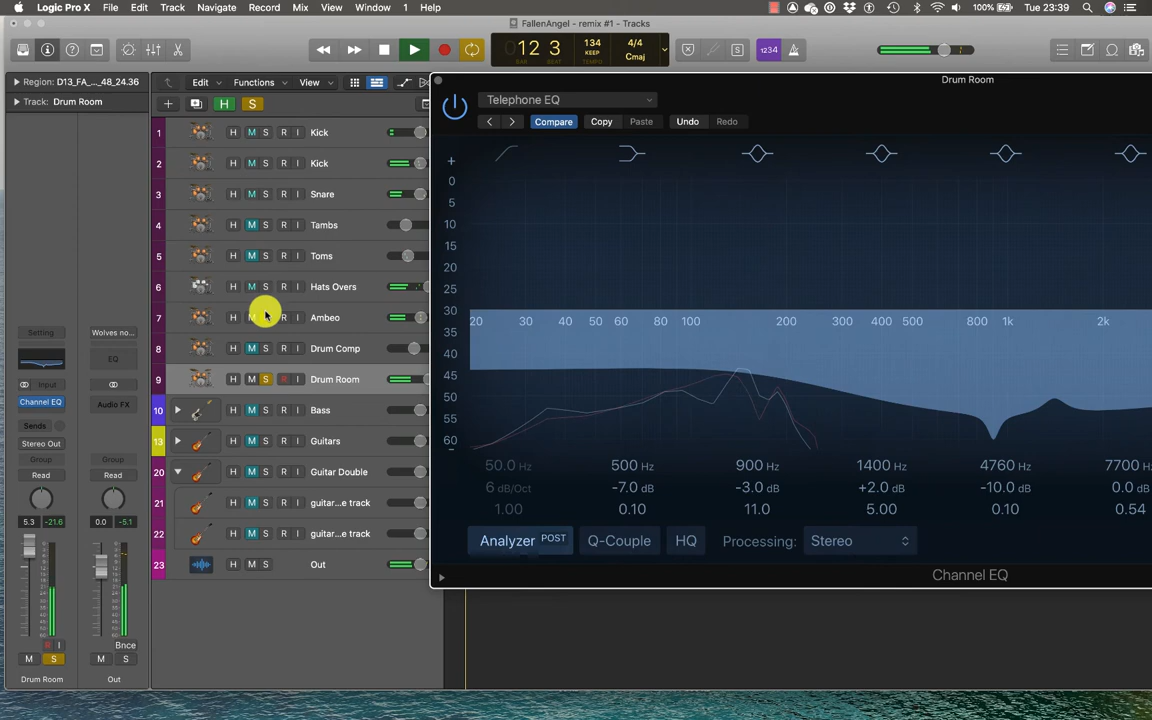 Logic Pro X File Edit Track Navigate Record Mix View Window 1 Help 100% Tue 23:39
FallenAngel - remix #1 - Tracks
1234
12 3 134 4/4
KEEP Cmaj
BAR BEAT TEMPO
Region: D13_FA_..._48_24.36
Edit Functions View
Track: Drum Room
H S
Drum Room
Telephone EQ
Compare Copy Paste Undo Redo
1 H M S R I Kick
2 H M S R I Kick
3 H M S R I Snare
4 H M S R I Tambs
5 H M S R I Toms
6 H M S R I Hats Overs
7 H M R I Ambeo
8 H M S R I Drum Comp
9 H M S R I Drum Room
10 H M S Bass
13 H M S Guitars
20 H M S Guitar Double
21 H M S R I guitar...e track
22 H M S R I guitar...e track
23 H M S Out
+
0
5
10
15
20
25
30
35
40
45
50
55
60
-
20 30 40 50 60 80 100 200 300 400 500 1k 2k
50.0 Hz 500 Hz 900 Hz 1400 Hz 4760 Hz 7700 Hz
6 dB/Oct -7.0 dB -3.0 dB +2.0 dB -10.0 dB 0.0 dB
1.00 0.10 11.0 5.00 0.10 0.54
Analyzer POST Q-Couple HQ Processing: Stereo
Channel EQ
Setting Wolves no...
EQ
Input
Channel EQ Audio FX
Sends
Stereo Out
Group Group
Read Read
5.3 -21.6 0.0 -5.1
R I Bnce
M S M S
Drum Room Out